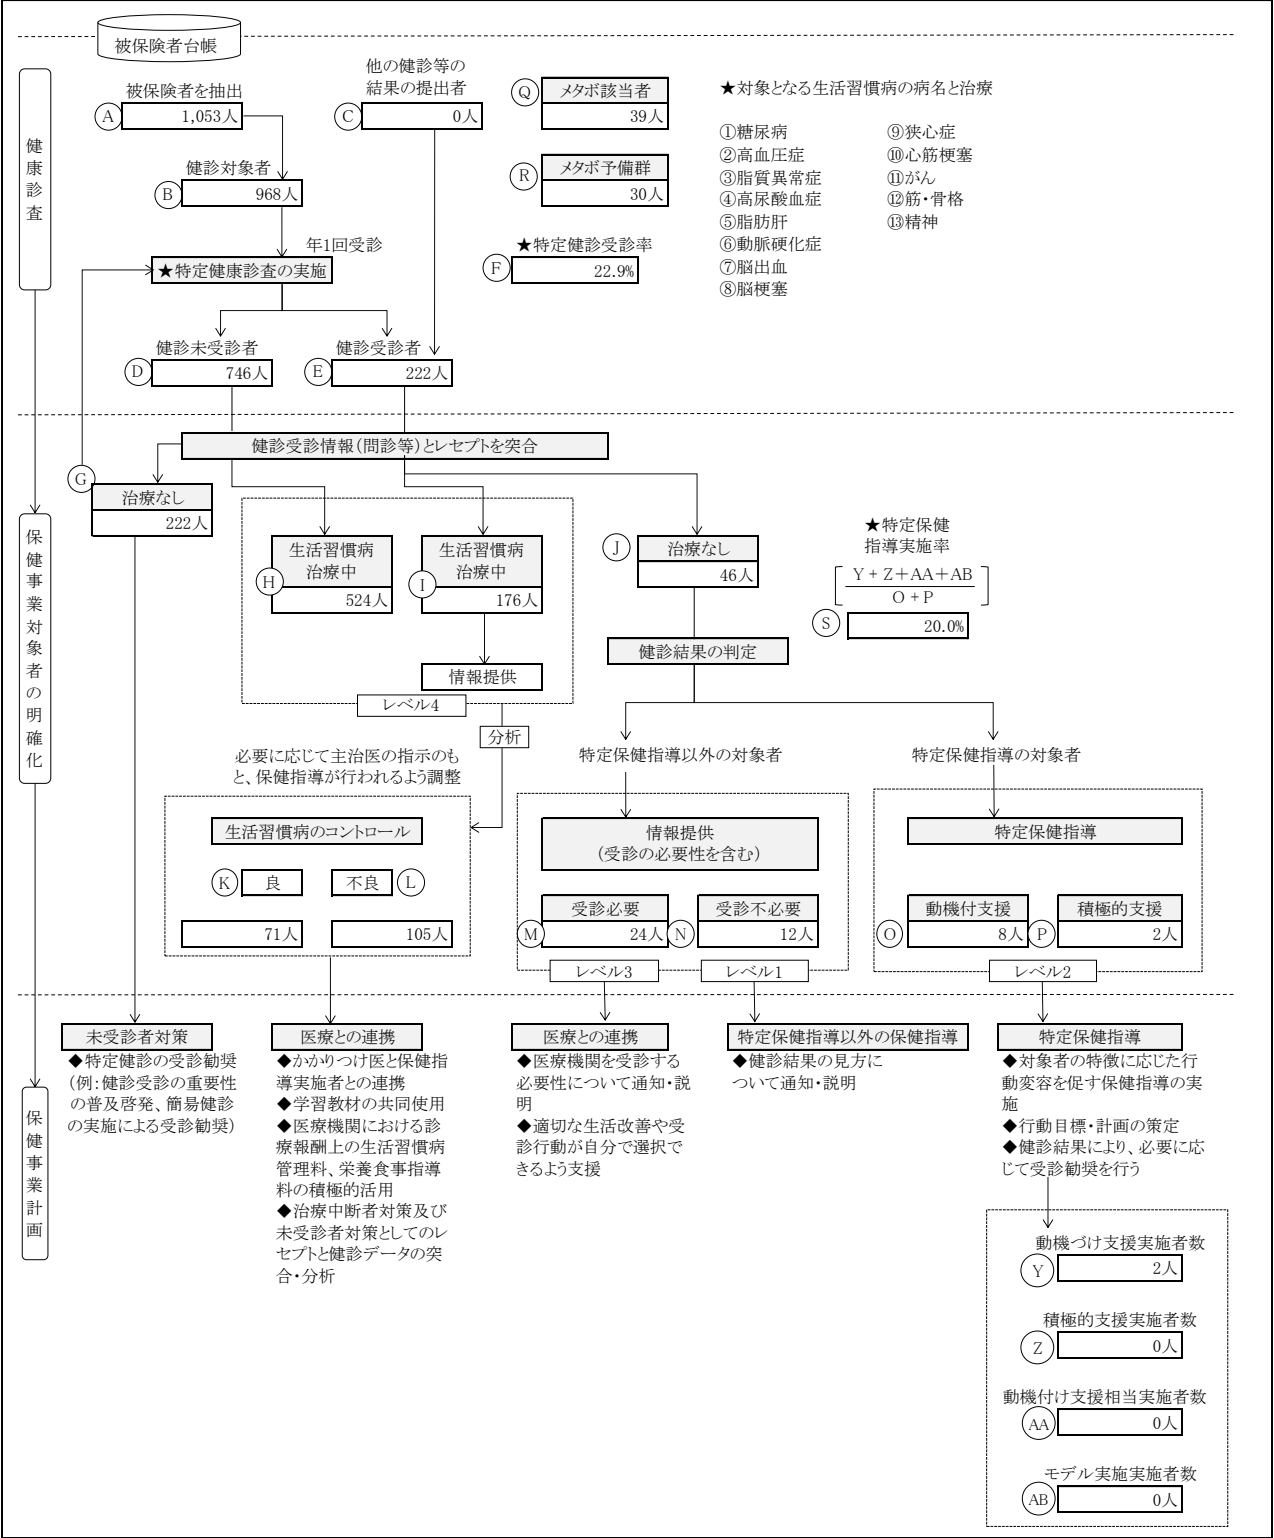 被保険者台帳
健康診査
被保険者を抽出
A
1,053人
他の健診等の
結果の提出者
C
0人
Q
メタボ該当者
39人
R
メタボ予備群
30人
★対象となる生活習慣病の病名と治療
①糖尿病
②高血圧症
③脂質異常症
④高尿酸血症
⑤脂肪肝
⑥動脈硬化症
⑦脳出血
⑧脳梗塞
⑨狭心症
⑩心筋梗塞
⑪がん
⑫筋・骨格
⑬精神
健診対象者
B
968人
年1回受診
★特定健康診査の実施
★特定健診受診率
F
22.9%
健診未受診者
D
746人
健診受診者
E
222人
保健事業対象者の明確化
健診受診情報(問診等)とレセプトを突合
G
治療なし
222人
生活習慣病
治療中
H
524人
生活習慣病
治療中
I
176人
情報提供
レベル4
分析
J
治療なし
46人
★特定保健
指導実施率
Y + Z+AA+AB
O +P
S
20.0%
健診結果の判定
必要に応じて主治医の指示のも
と、保健指導が行われるよう調整
特定保健指導以外の対象者
特定保健指導の対象者
生活習慣病のコントロール
K
良
不良
L
71人
105人
情報提供
(受診の必要性を含む)
受診必要
M
24人
受診不必要
N
12人
レベル3
レベル1
特定保健指導
動機付支援
O
8人
積極的支援
P
2人
レベル2
保健事業計画
未受診者対策
◆特定健診の受診勧奨
(例:健診受診の重要性
の普及啓発、簡易健診
の実施による受診勧奨)
医療との連携
◆かかりつけ医と保健指
導実施者との連携
◆学習教材の共同使用
◆医療機関における診
療報酬上の生活習慣病
管理料、栄養食事指導
料の積極的活用
◆治療中断者対策及び
未受診者対策としてのレ
セプトと健診データの突
合・分析
医療との連携
◆医療機関を受診する
必要性について通知・説
明
◆適切な生活改善や受
診行動が自分で選択で
きるよう支援
特定保健指導以外の保健指導
◆健診結果の見方に
ついて通知・説明
特定保健指導
◆対象者の特徴に応じた行
動変容を促す保健指導の実
施
◆行動目標・計画の策定
◆健診結果により、必要に応
じて受診勧奨を行う
動機づけ支援実施者数
Y
2人
積極的支援実施者数
Z
0人
動機付け支援相当実施者数
AA
0人
モデル実施実施者数
AB
0人